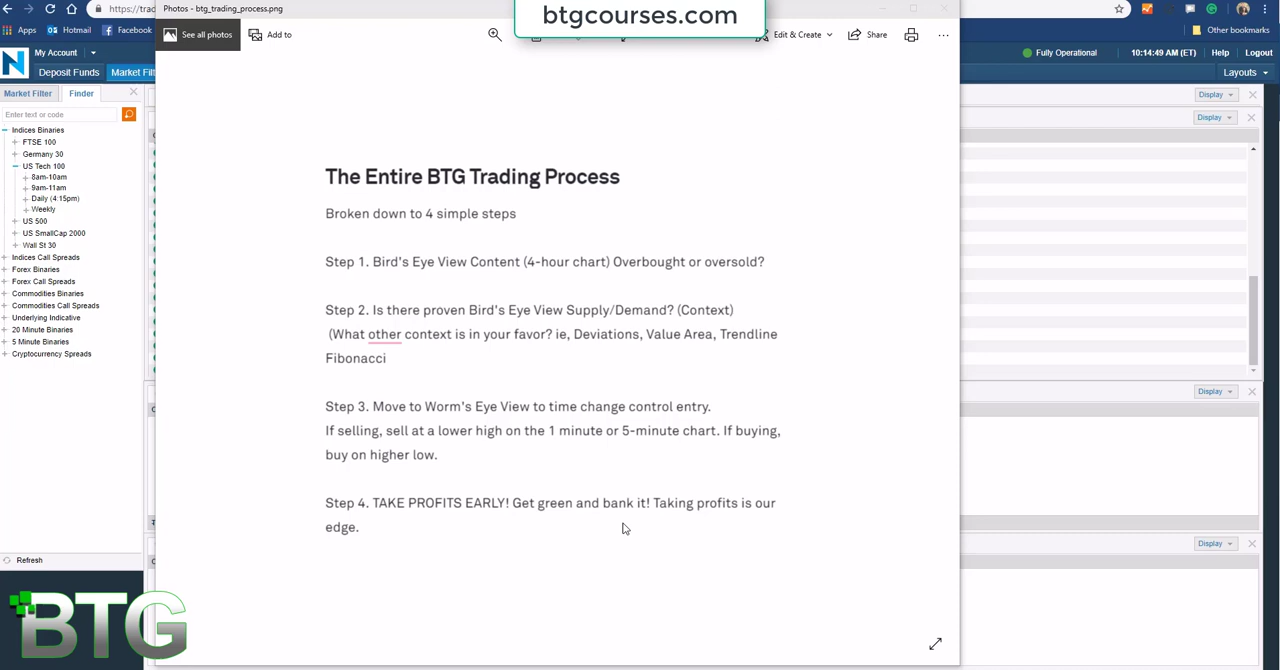 Photos - btg_trading_process.png
btgcourses.com
https://trad
Apps
Hotmail
Facebook
Other bookmarks
See all photos
Add to
Edit & Create
Share
My Account
Fully Operational
10:14:49 AM (ET)
Help
Logout
N
Deposit Funds
Market Fi
Layouts
Market Filter
Finder
Display
Enter text or code
Display
Indices Binaries
FTSE 100
Germany 30
US Tech 100
8am-10am
9am-11am
Daily (4:15pm)
Weekly
US 500
US SmallCap 2000
Wall St 30
Indices Call Spreads
Forex Binaries
Forex Call Spreads
Commodities Binaries
Commodities Call Spreads
Underlying Indicative
20 Minute Binaries
5 Minute Binaries
Cryptocurrency Spreads
The Entire BTG Trading Process
Broken down to 4 simple steps
Step 1. Bird's Eye View Content (4-hour chart) Overbought or oversold?
Step 2. Is there proven Bird's Eye View Supply/Demand? (Context)
(What other context is in your favor? ie, Deviations, Value Area, Trendline
Fibonacci
Step 3. Move to Worm's Eye View to time change control entry.
If selling, sell at a lower high on the 1 minute or 5-minute chart. If buying,
buy on higher low.
Step 4. TAKE PROFITS EARLY! Get green and bank it! Taking profits is our
edge.
Display
Display
Refresh
BTG